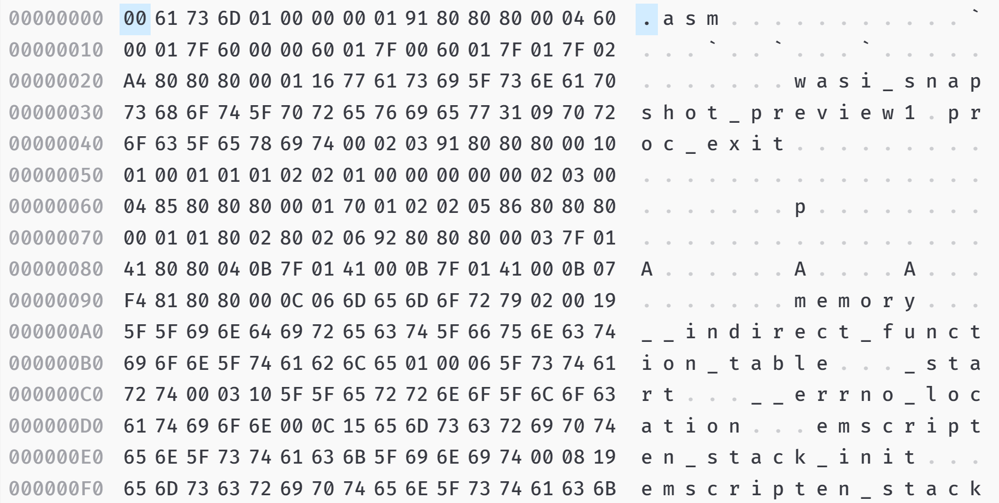 00000000 00 61 73 6D 01 00 00 00 01 91 80 80 80 00 04 60 .asm...........`
00000010 00 01 7F 60 00 00 60 01 7F 00 60 01 7F 01 7F 02 ...`..`...`.....
00000020 A4 80 80 80 00 01 16 77 61 73 69 5F 73 6E 61 70 .......wasi_snap
00000030 73 68 6F 74 5F 70 72 65 76 69 65 77 31 09 70 72 shot_preview1.pr
00000040 6F 63 5F 65 78 69 74 00 02 03 91 80 80 80 00 10 oc_exit.........
00000050 01 00 01 01 01 02 02 01 00 00 00 00 00 02 03 00 ................
00000060 04 85 80 80 80 00 01 70 01 02 02 05 86 80 80 80 .......p........
00000070 00 01 01 80 02 80 02 06 92 80 80 80 00 03 7F 01 ................
00000080 41 80 80 04 0B 7F 01 41 00 0B 7F 01 41 00 0B 07 A......A....A...
00000090 F4 81 80 80 00 0C 06 6D 65 6D 6F 72 79 02 00 19 .......memory...
000000A0 5F 5F 69 6E 64 69 72 65 63 74 5F 66 75 6E 63 74 __indirect_funct
000000B0 69 6F 6E 5F 74 61 62 6C 65 01 00 06 5F 73 74 61 ion_table..._sta
000000C0 72 74 00 03 10 5F 5F 65 72 72 6E 6F 5F 6C 6F 63 rt...__errno_loc
000000D0 61 74 69 6F 6E 00 0C 15 65 6D 73 63 72 69 70 74 ation...emscript
000000E0 65 6E 5F 73 74 61 63 6B 5F 69 6E 69 74 00 08 19 en_stack_init...
000000F0 65 6D 73 63 72 69 70 74 65 6E 5F 73 74 61 63 6B emscripten_stack